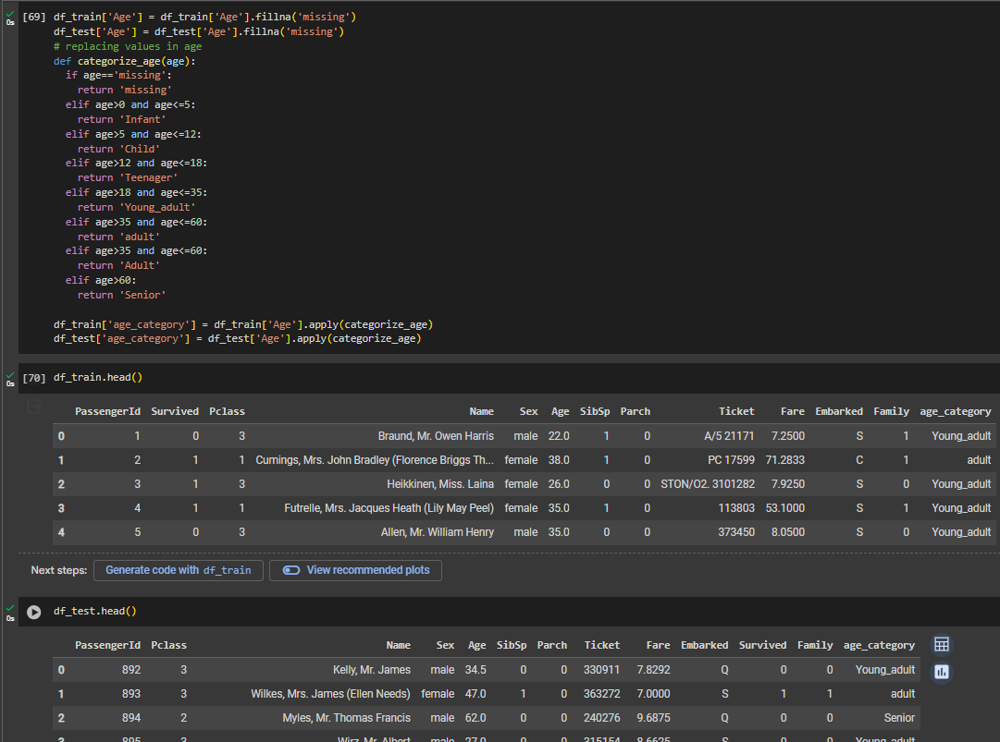 [69] df_train['Age'] = df_train['Age'].fillna('missing')
df_test['Age'] = df_test['Age'].fillna('missing')
# replacing values in age
def categorize_age(age):
if age=='missing':
return 'missing'
elif age>0 and age<=5:
return 'Infant'
elif age>5 and age<=12:
return 'Child'
elif age>12 and age<=18:
return 'Teenager'
elif age>18 and age<=35:
return 'Young_adult'
elif age>35 and age<=60:
return 'adult'
elif age>35 and age<=60:
return 'Adult'
elif age>60:
return 'Senior'
df_train['age_category'] = df_train['Age'].apply(categorize_age)
df_test['age_category'] = df_test['Age'].apply(categorize_age)
0s
[70] df_train.head()
0s
PassengerId Survived Pclass Name Sex Age SibSp Parch Ticket Fare Embarked Family age_category
0 1 0 3 Braund, Mr. Owen Harris male 22.0 1 0 A/5 21171 7.2500 S 1 Young_adult
1 2 1 1 Cumings, Mrs. John Bradley (Florence Briggs Th... female 38.0 1 0 PC 17599 71.2833 C 1 adult
2 3 1 3 Heikkinen, Miss. Laina female 26.0 0 0 STON/O2. 3101282 7.9250 S 0 Young_adult
3 4 1 1 Futrelle, Mrs. Jacques Heath (Lily May Peel) female 35.0 1 0 113803 53.1000 S 1 Young_adult
4 5 0 3 Allen, Mr. William Henry male 35.0 0 0 373450 8.0500 S 0 Young_adult
Next steps: Generate code with df_train View recommended plots
df_test.head()
0s
PassengerId Pclass Name Sex Age SibSp Parch Ticket Fare Embarked Survived Family age_category
0 892 3 Kelly, Mr. James male 34.5 0 0 330911 7.8292 Q 0 0 Young_adult
1 893 3 Wilkes, Mrs. James (Ellen Needs) female 47.0 1 0 363272 7.0000 S 1 1 adult
2 894 2 Myles, Mr. Thomas Francis male 62.0 0 0 240276 9.6875 Q 0 0 Senior
3 895 3 Wirz, Mr. Albert male 27.0 0 0 315154 8.6625 S 0 0 Young_adult